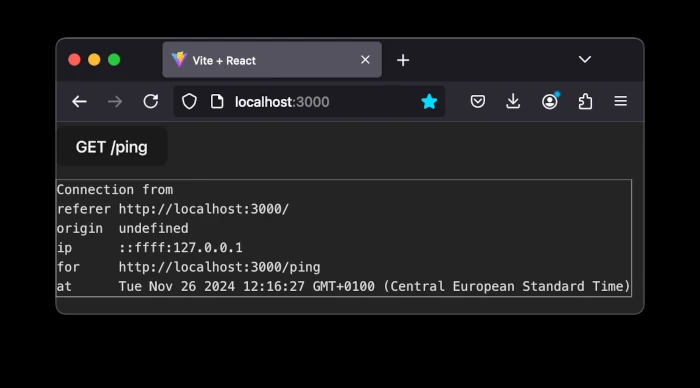 Vite + React
localhost:3000
GET /ping
Connection from
referer http://localhost:3000/
origin  undefined
ip      ::ffff:127.0.0.1
for     http://localhost:3000/ping
at      Tue Nov 26 2024 12:16:27 GMT+0100 (Central European Standard Time)